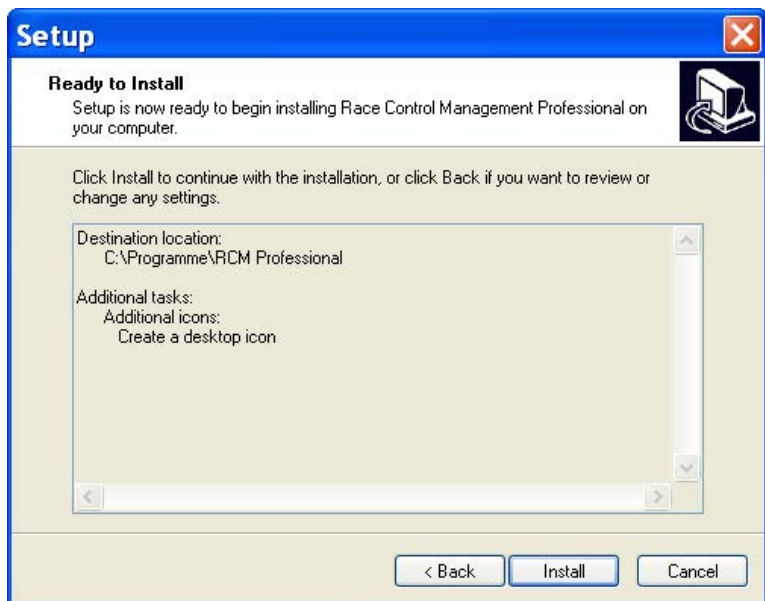 Setup
Ready to Install
Setup is now ready to begin installing Race Control Management Professional on
your computer.
Click Install to continue with the installation, or click Back if you want to review or
change any settings.
Destination location:
C:\Programme\RCM Professional
Additional tasks:
Additional icons:
Create a desktop icon
< Back
Install
Cancel